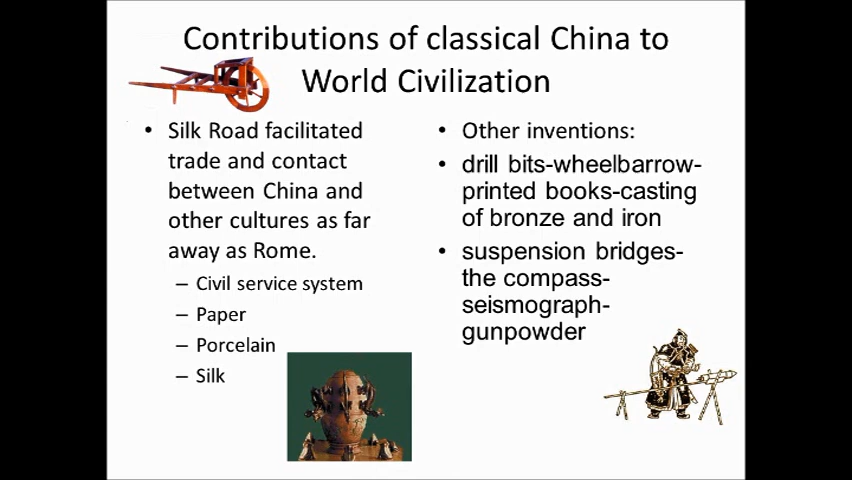 Contributions of classical China to
World Civilization
• Silk Road facilitated
trade and contact
between China and
other cultures as far
away as Rome.
– Civil service system
– Paper
– Porcelain
– Silk
• Other inventions:
• drill bits-wheelbarrow-
printed books-casting
of bronze and iron
• suspension bridges-
the compass-
seismograph-
gunpowder